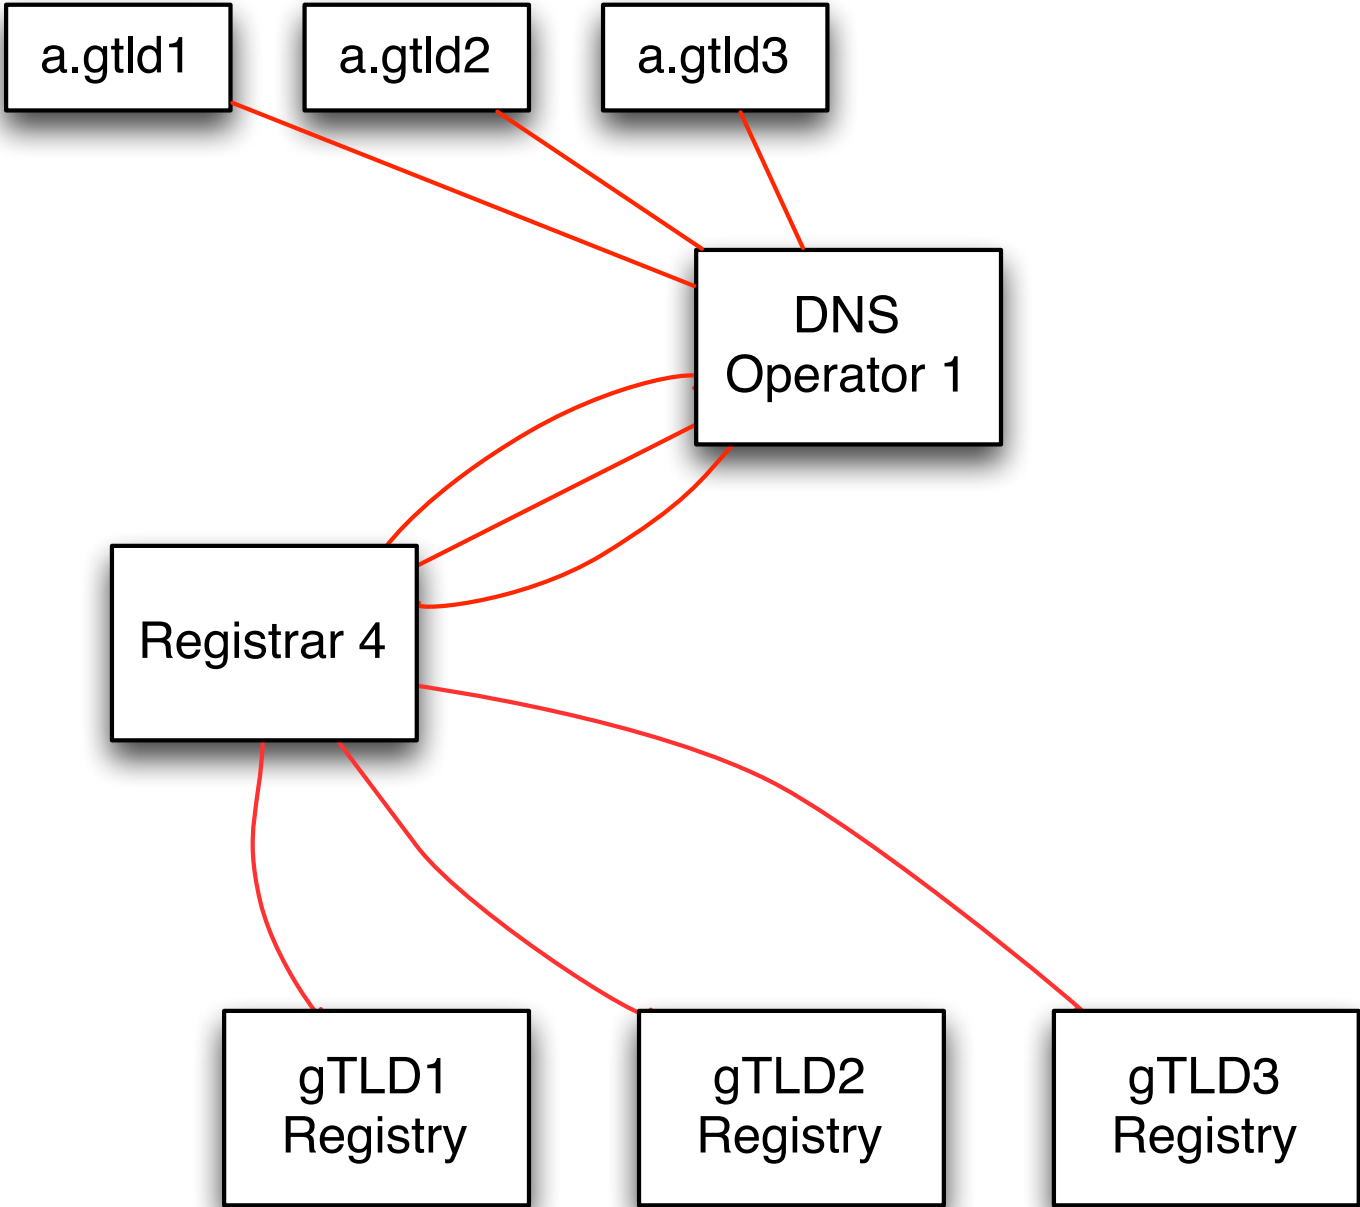 a.gtld1
a.gtld2
a.gtld3
DNS
Operator 1
Registrar 4
gTLD1
Registry
gTLD2
Registry
gTLD3
Registry